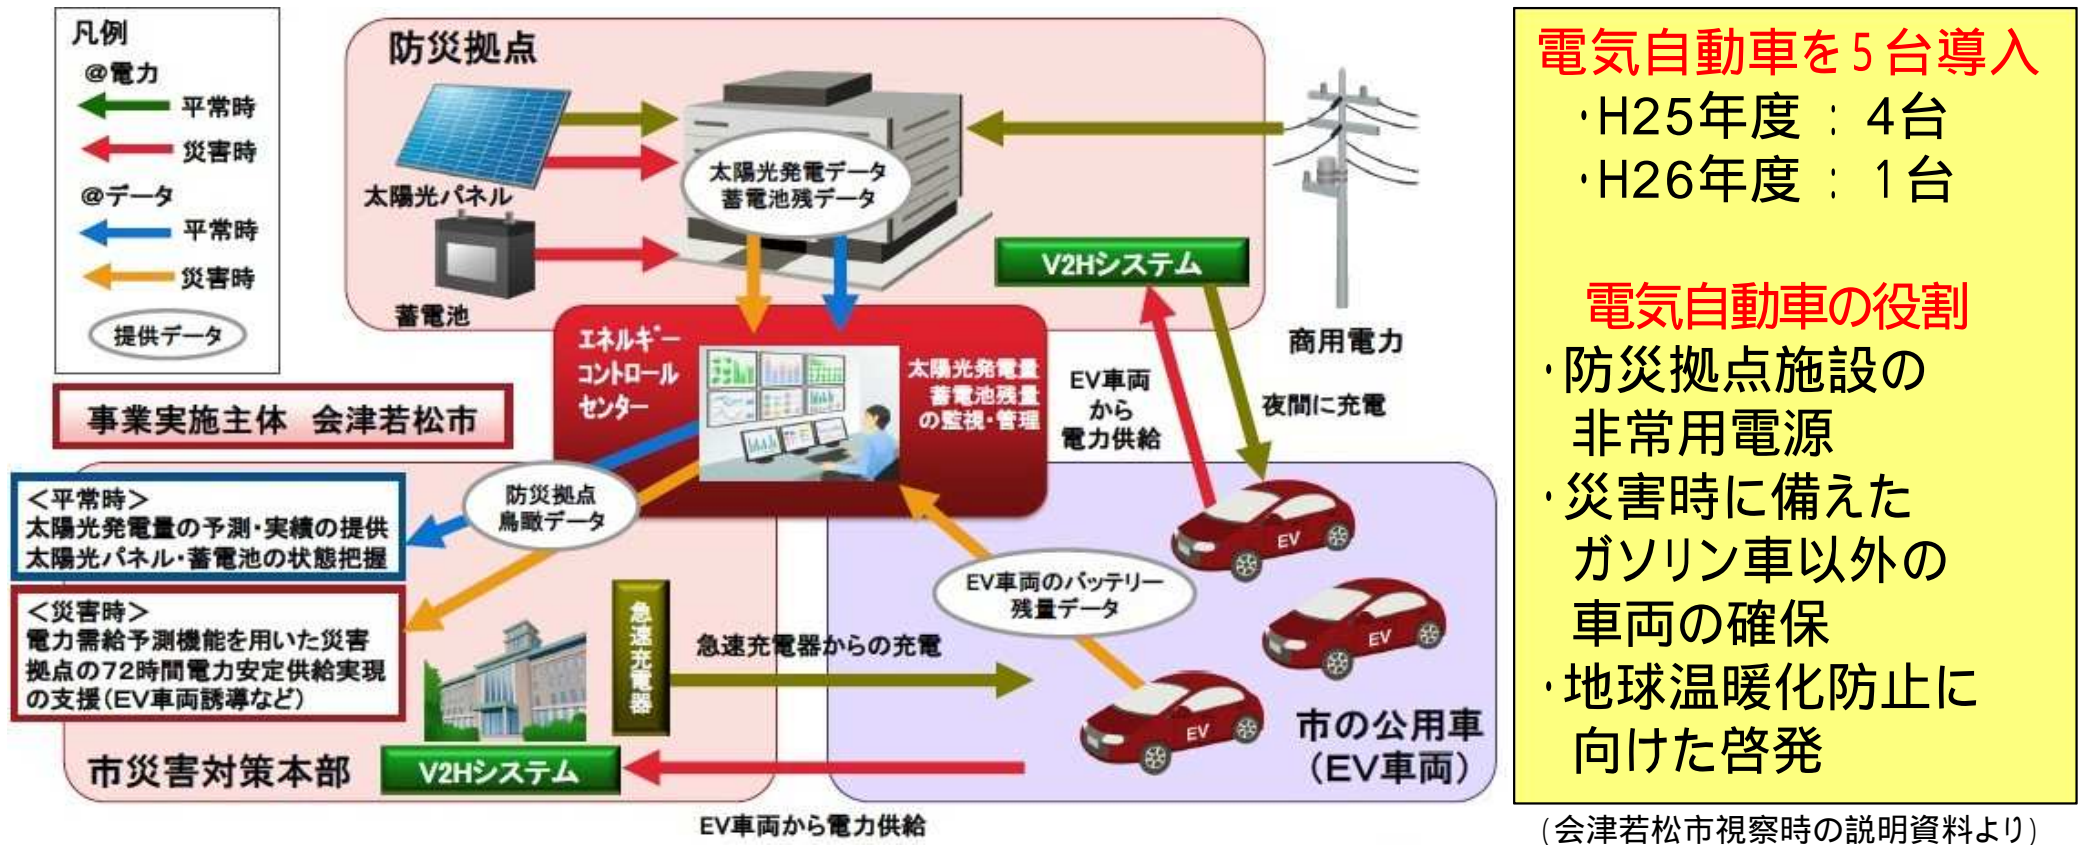 凡例
@電力
平常時
災害時
@データ
平常時
災害時
提供データ
防災拠点
太陽光パネル
蓄電池
太陽光発電データ
蓄電池残データ
V2Hシステム
商用電力
エネルギー
コントロール
センター
太陽光発電量
蓄電池残量
の監視・管理
EV車両
から
電力供給
夜間に充電
事業実施主体 会津若松市
<平常時>
太陽光発電量の予測・実績の提供
太陽光パネル・蓄電池の状態把握
<災害時>
電力需給予測機能を用いた災害
拠点の72時間電力安定供給実現
の支援(EV車両誘導など)
防災拠点
鳥瞰データ
急速充電器
急速充電器からの充電
EV車両のバッテリー
残量データ
EV
EV
EV
市の公用車
(EV車両)
市災害対策本部
V2Hシステム
EV車両から電力供給
電気自動車を5台導入
・H25年度:4台
・H26年度:1台
電気自動車の役割
・防災拠点施設の
非常用電源
・災害時に備えた
ガソリン車以外の
車両の確保
・地球温暖化防止に
向けた啓発
(会津若松市視察時の説明資料より)